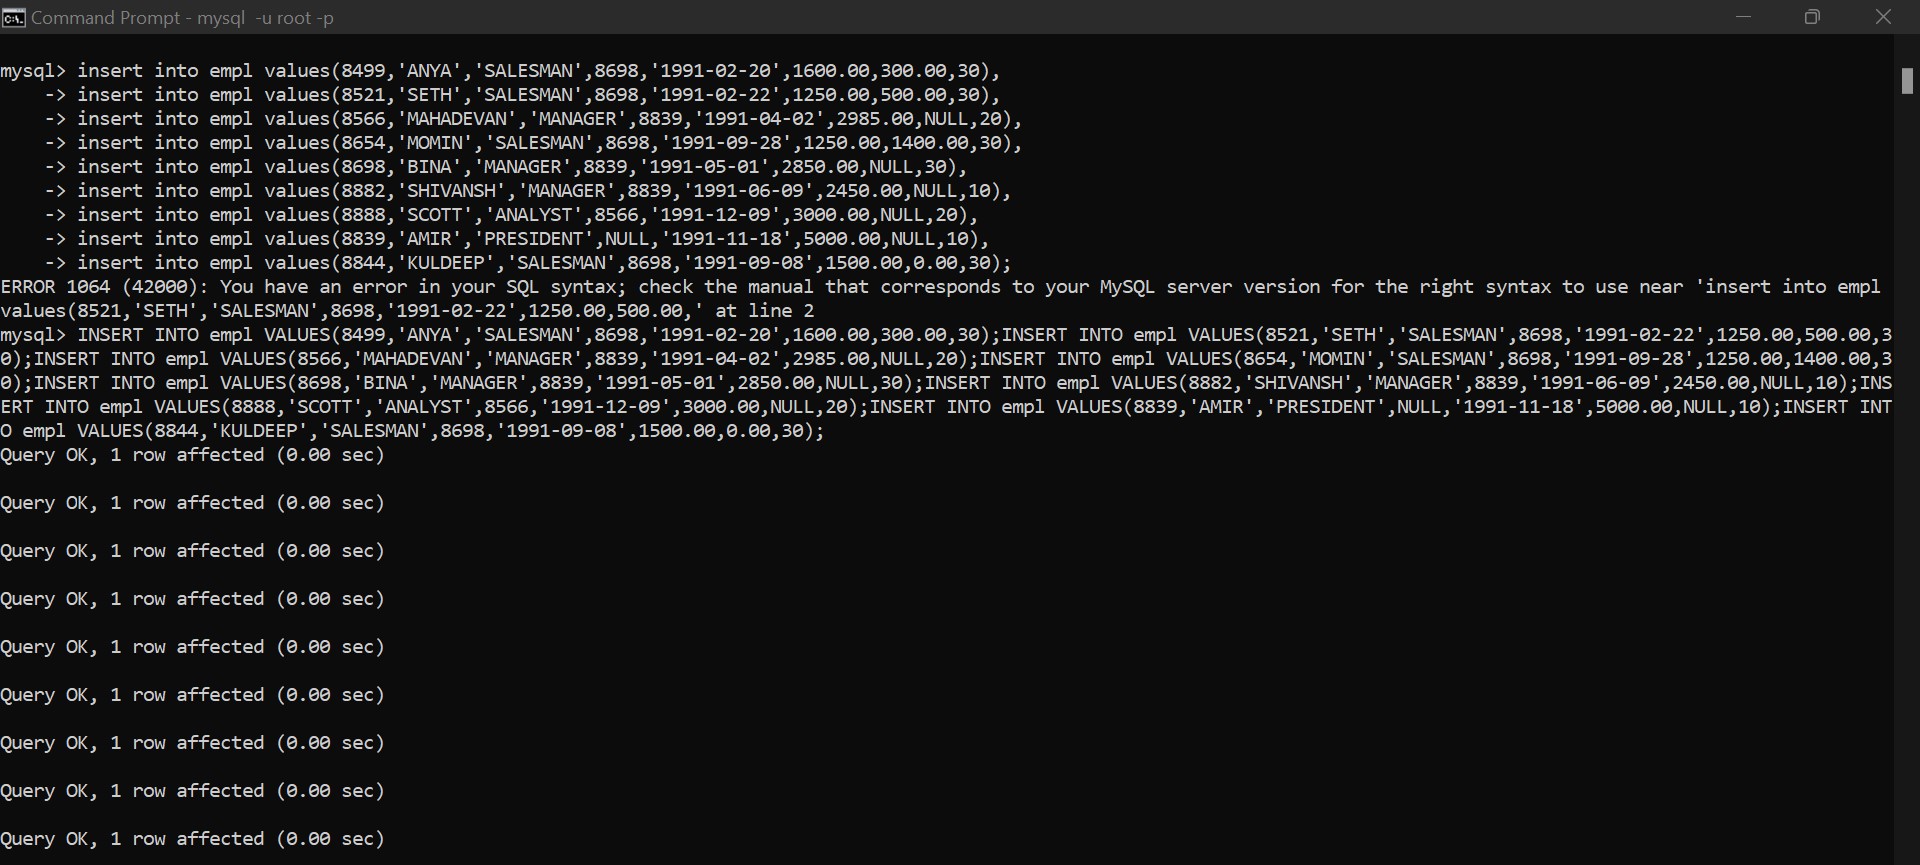 Command Prompt - mysql  -u root -p
mysql> insert into empl values(8499,'ANYA','SALESMAN',8698,'1991-02-20',1600.00,300.00,30),
    -> insert into empl values(8521,'SETH','SALESMAN',8698,'1991-02-22',1250.00,500.00,30),
    -> insert into empl values(8566,'MAHADEVAN','MANAGER',8839,'1991-04-02',2985.00,NULL,20),
    -> insert into empl values(8654,'MOMIN','SALESMAN',8698,'1991-09-28',1250.00,1400.00,30),
    -> insert into empl values(8698,'BINA','MANAGER',8839,'1991-05-01',2850.00,NULL,30),
    -> insert into empl values(8882,'SHIVANSH','MANAGER',8839,'1991-06-09',2450.00,NULL,10),
    -> insert into empl values(8888,'SCOTT','ANALYST',8566,'1991-12-09',3000.00,NULL,20),
    -> insert into empl values(8839,'AMIR','PRESIDENT',NULL,'1991-11-18',5000.00,NULL,10),
    -> insert into empl values(8844,'KULDEEP','SALESMAN',8698,'1991-09-08',1500.00,0.00,30);
ERROR 1064 (42000): You have an error in your SQL syntax; check the manual that corresponds to your MySQL server version for the right syntax to use near 'insert into empl
values(8521,'SETH','SALESMAN',8698,'1991-02-22',1250.00,500.00,' at line 2
mysql> INSERT INTO empl VALUES(8499,'ANYA','SALESMAN',8698,'1991-02-20',1600.00,300.00,30);INSERT INTO empl VALUES(8521,'SETH','SALESMAN',8698,'1991-02-22',1250.00,500.00,3
0);INSERT INTO empl VALUES(8566,'MAHADEVAN','MANAGER',8839,'1991-04-02',2985.00,NULL,20);INSERT INTO empl VALUES(8654,'MOMIN','SALESMAN',8698,'1991-09-28',1250.00,1400.00,3
0);INSERT INTO empl VALUES(8698,'BINA','MANAGER',8839,'1991-05-01',2850.00,NULL,30);INSERT INTO empl VALUES(8882,'SHIVANSH','MANAGER',8839,'1991-06-09',2450.00,NULL,10);INS
ERT INTO empl VALUES(8888,'SCOTT','ANALYST',8566,'1991-12-09',3000.00,NULL,20);INSERT INTO empl VALUES(8839,'AMIR','PRESIDENT',NULL,'1991-11-18',5000.00,NULL,10);INSERT INT
O empl VALUES(8844,'KULDEEP','SALESMAN',8698,'1991-09-08',1500.00,0.00,30);
Query OK, 1 row affected (0.00 sec)
Query OK, 1 row affected (0.00 sec)
Query OK, 1 row affected (0.00 sec)
Query OK, 1 row affected (0.00 sec)
Query OK, 1 row affected (0.00 sec)
Query OK, 1 row affected (0.00 sec)
Query OK, 1 row affected (0.00 sec)
Query OK, 1 row affected (0.00 sec)
Query OK, 1 row affected (0.00 sec)